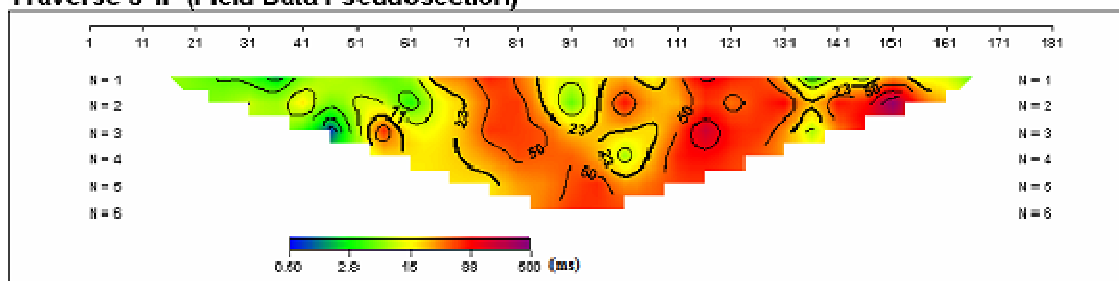 Traverse 3 IP (Field Data Pseudosection)
1 11 21 31 41 51 61 71 81 91 101 111 121 131 141 151 161 171 181
N = 1 N = 1
N = 2 N = 2
N = 3 N = 3
N = 4 N = 4
N = 5 N = 5
N = 6 N = 6
23 23 50 23 50 50 23 50
0.50 2.8 15 88 500 (ms)